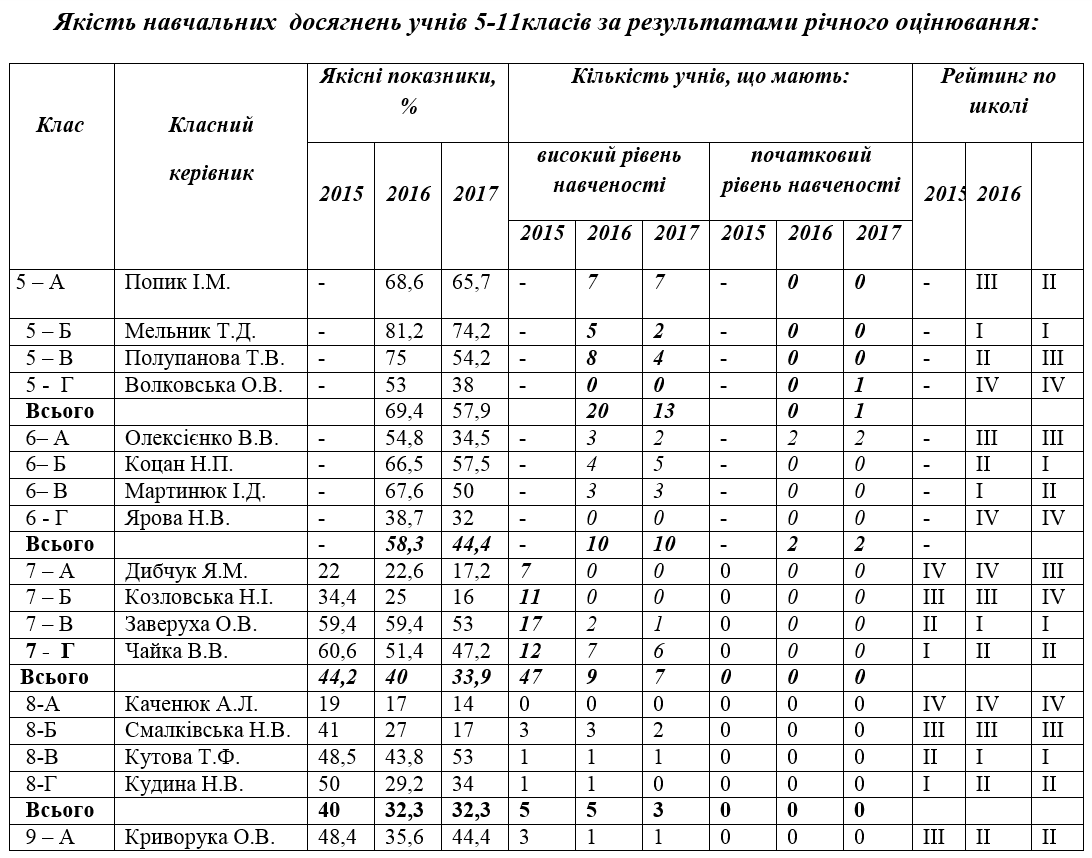 Якість навчальних досягнень учнів 5-11класів за результатами річного оцінювання:
Клас Класний керівник Якісні показники, % Кількість учнів, що мають: Рейтинг по школі
високий рівень навченості початковий рівень навченості
2015 2016 2017 2015 2016
2015 2016 2017 2015 2016 2017
5 – А Попик І.М. - 68,6 65,7 - 7 7 - 0 0 - III II
5 – Б Мельник Т.Д. - 81,2 74,2 - 5 2 - 0 0 - I I
5 – В Полупанова Т.В. - 75 54,2 - 8 4 - 0 0 - II III
5 - Г Волковська О.В. - 53 38 - 0 0 - 0 1 - IV IV
Всього 69,4 57,9 20 13 0 1
6– А Олексієнко В.В. - 54,8 34,5 - 3 2 - 2 2 - III III
6– Б Коцан Н.П. - 66,5 57,5 - 4 5 - 0 0 - II I
6– В Мартинюк І.Д. - 67,6 50 - 3 3 - 0 0 - I II
6 - Г Ярова Н.В. - 38,7 32 - 0 0 - 0 0 - IV IV
Всього - 58,3 44,4 - 10 10 - 2 2 -
7 – А Дибчук Я.М. 22 22,6 17,2 7 0 0 0 0 0 IV IV III
7 – Б Козловська Н.І. 34,4 25 16 11 0 0 0 0 0 III III IV
7 – В Заверуха О.В. 59,4 59,4 53 17 2 1 0 0 0 II I I
7 - Г Чайка В.В. 60,6 51,4 47,2 12 7 6 0 0 0 I II II
Всього 44,2 40 33,9 47 9 7 0 0 0
8-А Каченюк А.Л. 19 17 14 0 0 0 0 0 0 IV IV IV
8-Б Смалківська Н.В. 41 27 17 3 3 2 0 0 0 III III III
8-В Кутова Т.Ф. 48,5 43,8 53 1 1 1 0 0 0 II I I
8-Г Кудина Н.В. 50 29,2 34 1 1 0 0 0 0 I II II
Всього 40 32,3 32,3 5 5 3 0 0 0
9 – А Криворука О.В. 48,4 35,6 44,4 3 1 1 0 0 0 III II II